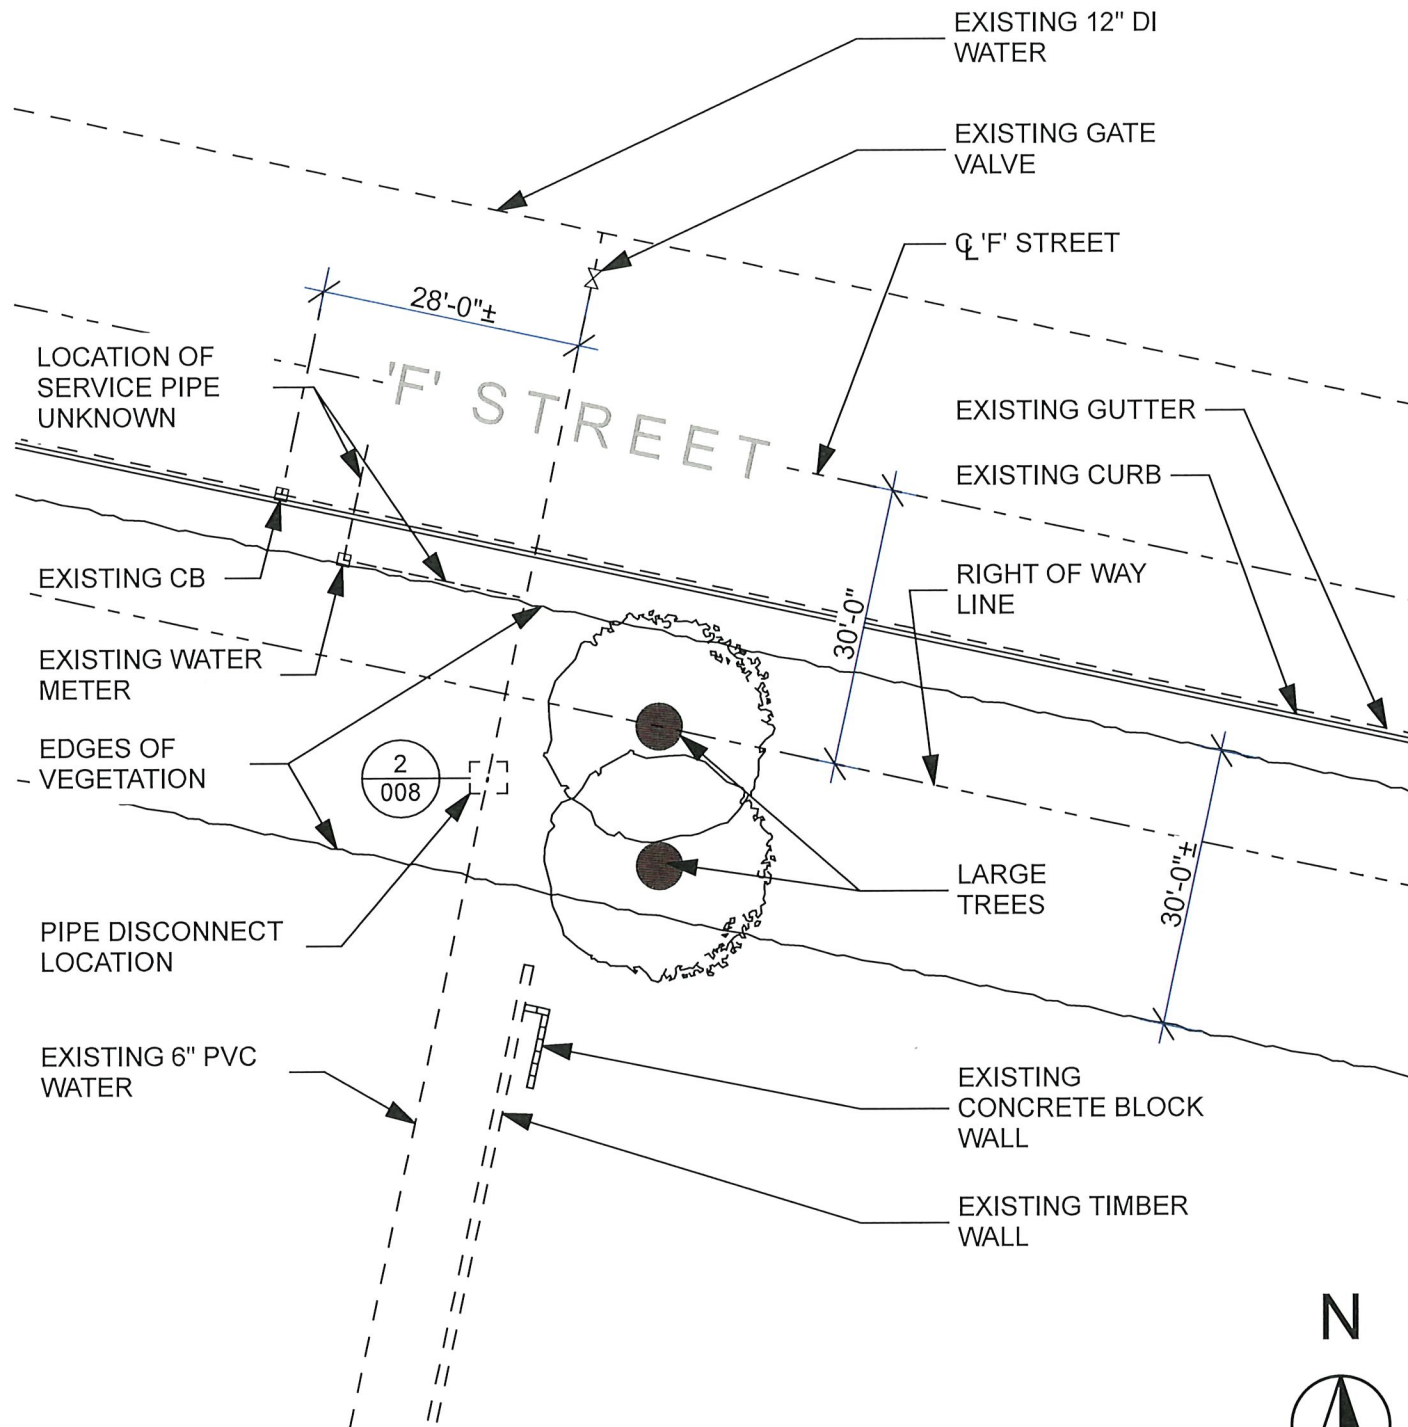 EXISTING 12" DI
WATER
EXISTING GATE
VALVE
℄ 'F' STREET
28'-0"±
LOCATION OF
SERVICE PIPE
UNKNOWN
'F' STREET
EXISTING GUTTER
EXISTING CURB
EXISTING CB
RIGHT OF WAY
LINE
30'-0"
EXISTING WATER
METER
EDGES OF
VEGETATION
2
008
30'-0"±
LARGE
TREES
PIPE DISCONNECT
LOCATION
EXISTING 6" PVC
WATER
EXISTING
CONCRETE BLOCK
WALL
EXISTING TIMBER
WALL
N